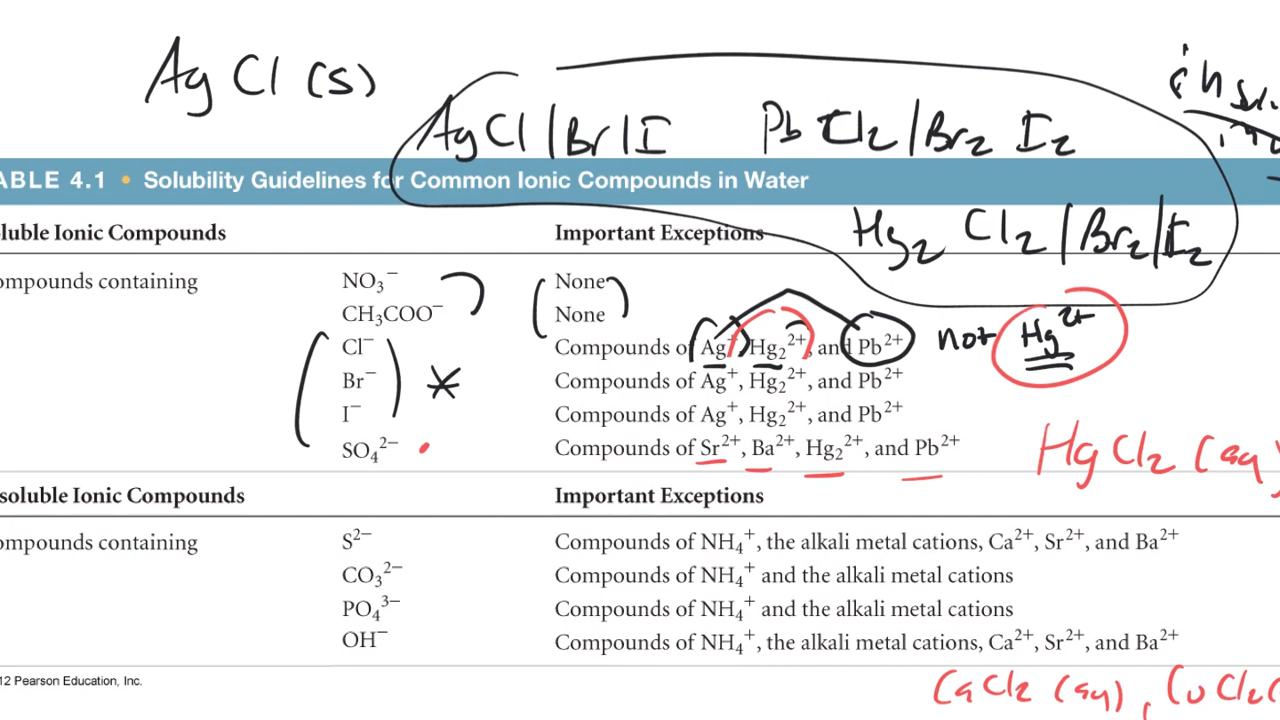 AgCl(s)
AgCl/Br/I PbCl₂/Br₂ I₂
ABLE 4.1 • Solubility Guidelines for Common Ionic Compounds in Water
Hg₂ Cl₂/Br₂/I₂
luble Ionic Compounds Important Exceptions
ompounds containing NO₃⁻ None
CH₃COO⁻ None
Cl⁻ Compounds of Ag⁺, Hg₂²⁺, and Pb²⁺ not Hg²⁺
Br⁻ * Compounds of Ag⁺, Hg₂²⁺, and Pb²⁺
I⁻ Compounds of Ag⁺, Hg₂²⁺, and Pb²⁺
SO₄²⁻ Compounds of Sr²⁺, Ba²⁺, Hg₂²⁺, and Pb²⁺
HgCl₂(aq)
soluble Ionic Compounds Important Exceptions
ompounds containing S²⁻ Compounds of NH₄⁺, the alkali metal cations, Ca²⁺, Sr²⁺, and Ba²⁺
CO₃²⁻ Compounds of NH₄⁺ and the alkali metal cations
PO₄³⁻ Compounds of NH₄⁺ and the alkali metal cations
OH⁻ Compounds of NH₄⁺, the alkali metal cations, Ca²⁺, Sr²⁺, and Ba²⁺
12 Pearson Education, Inc.
CaCl₂(aq), CuCl₂(